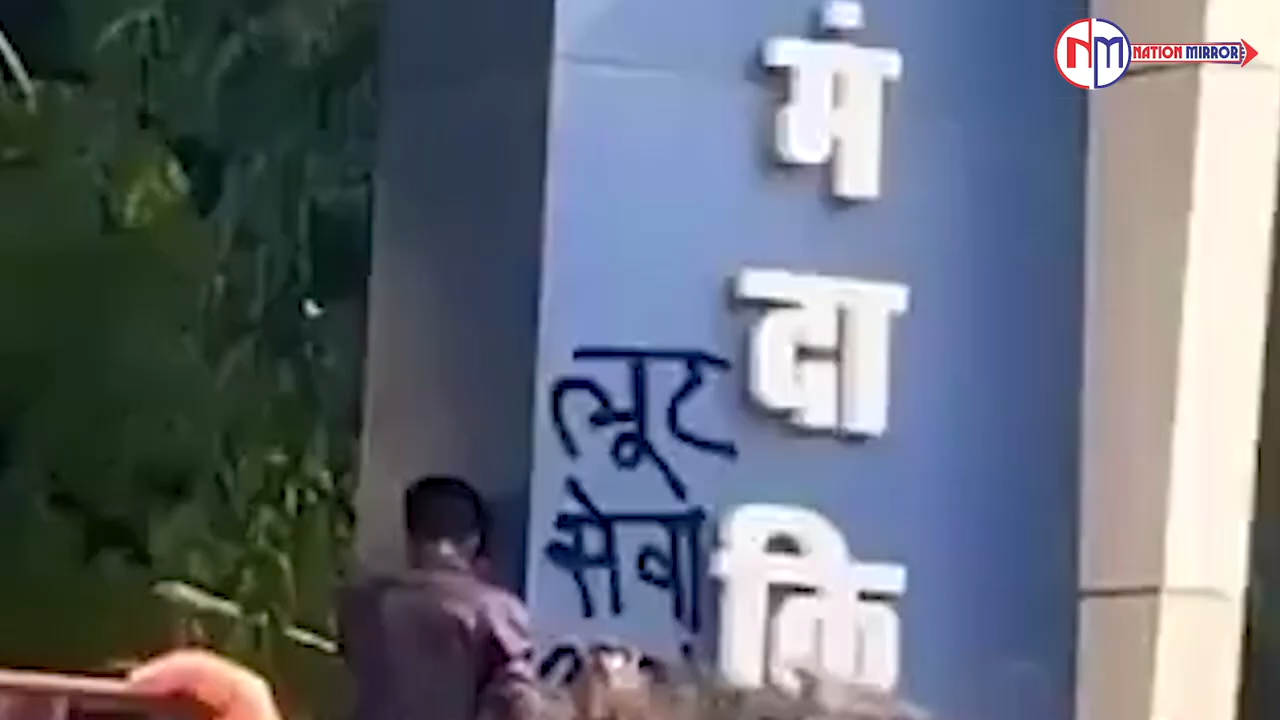 NM NATION MIRROR
मं
दा
कि
लूट
सेवा